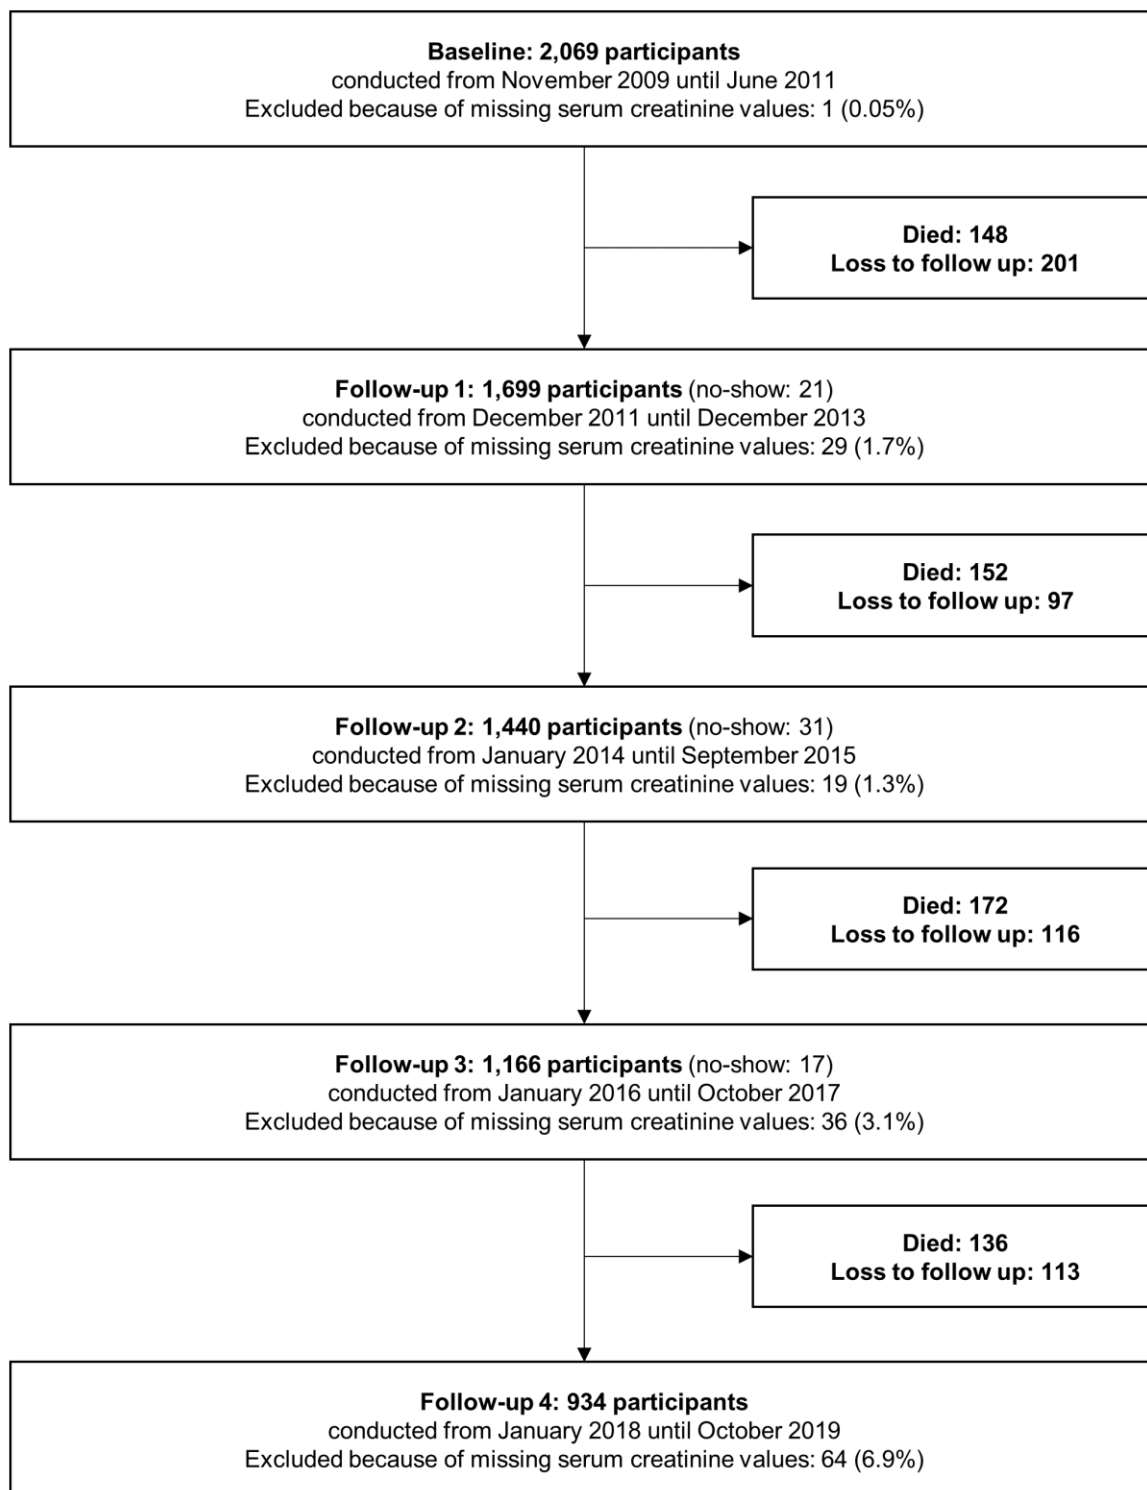 Baseline: 2,069 participants
conducted from November 2009 until June 2011
Excluded because of missing serum creatinine values: 1 (0.05%)
Died: 148
Loss to follow up: 201
Follow-up 1: 1,699 participants (no-show: 21)
conducted from December 2011 until December 2013
Excluded because of missing serum creatinine values: 29 (1.7%)
Died: 152
Loss to follow up: 97
Follow-up 2: 1,440 participants (no-show: 31)
conducted from January 2014 until September 2015
Excluded because of missing serum creatinine values: 19 (1.3%)
Died: 172
Loss to follow up: 116
Follow-up 3: 1,166 participants (no-show: 17)
conducted from January 2016 until October 2017
Excluded because of missing serum creatinine values: 36 (3.1%)
Died: 136
Loss to follow up: 113
Follow-up 4: 934 participants
conducted from January 2018 until October 2019
Excluded because of missing serum creatinine values: 64 (6.9%)